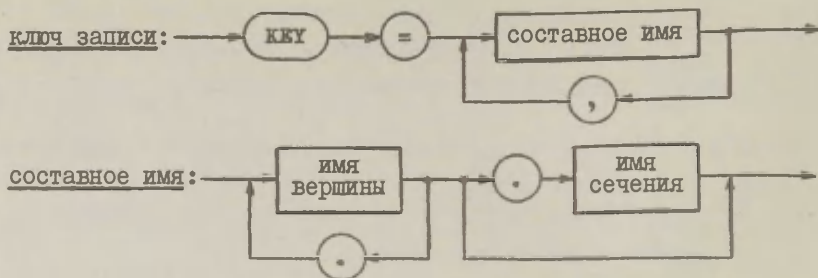 ключ записи: KEY = составное имя
,
составное имя: имя вершины . имя сечения
.